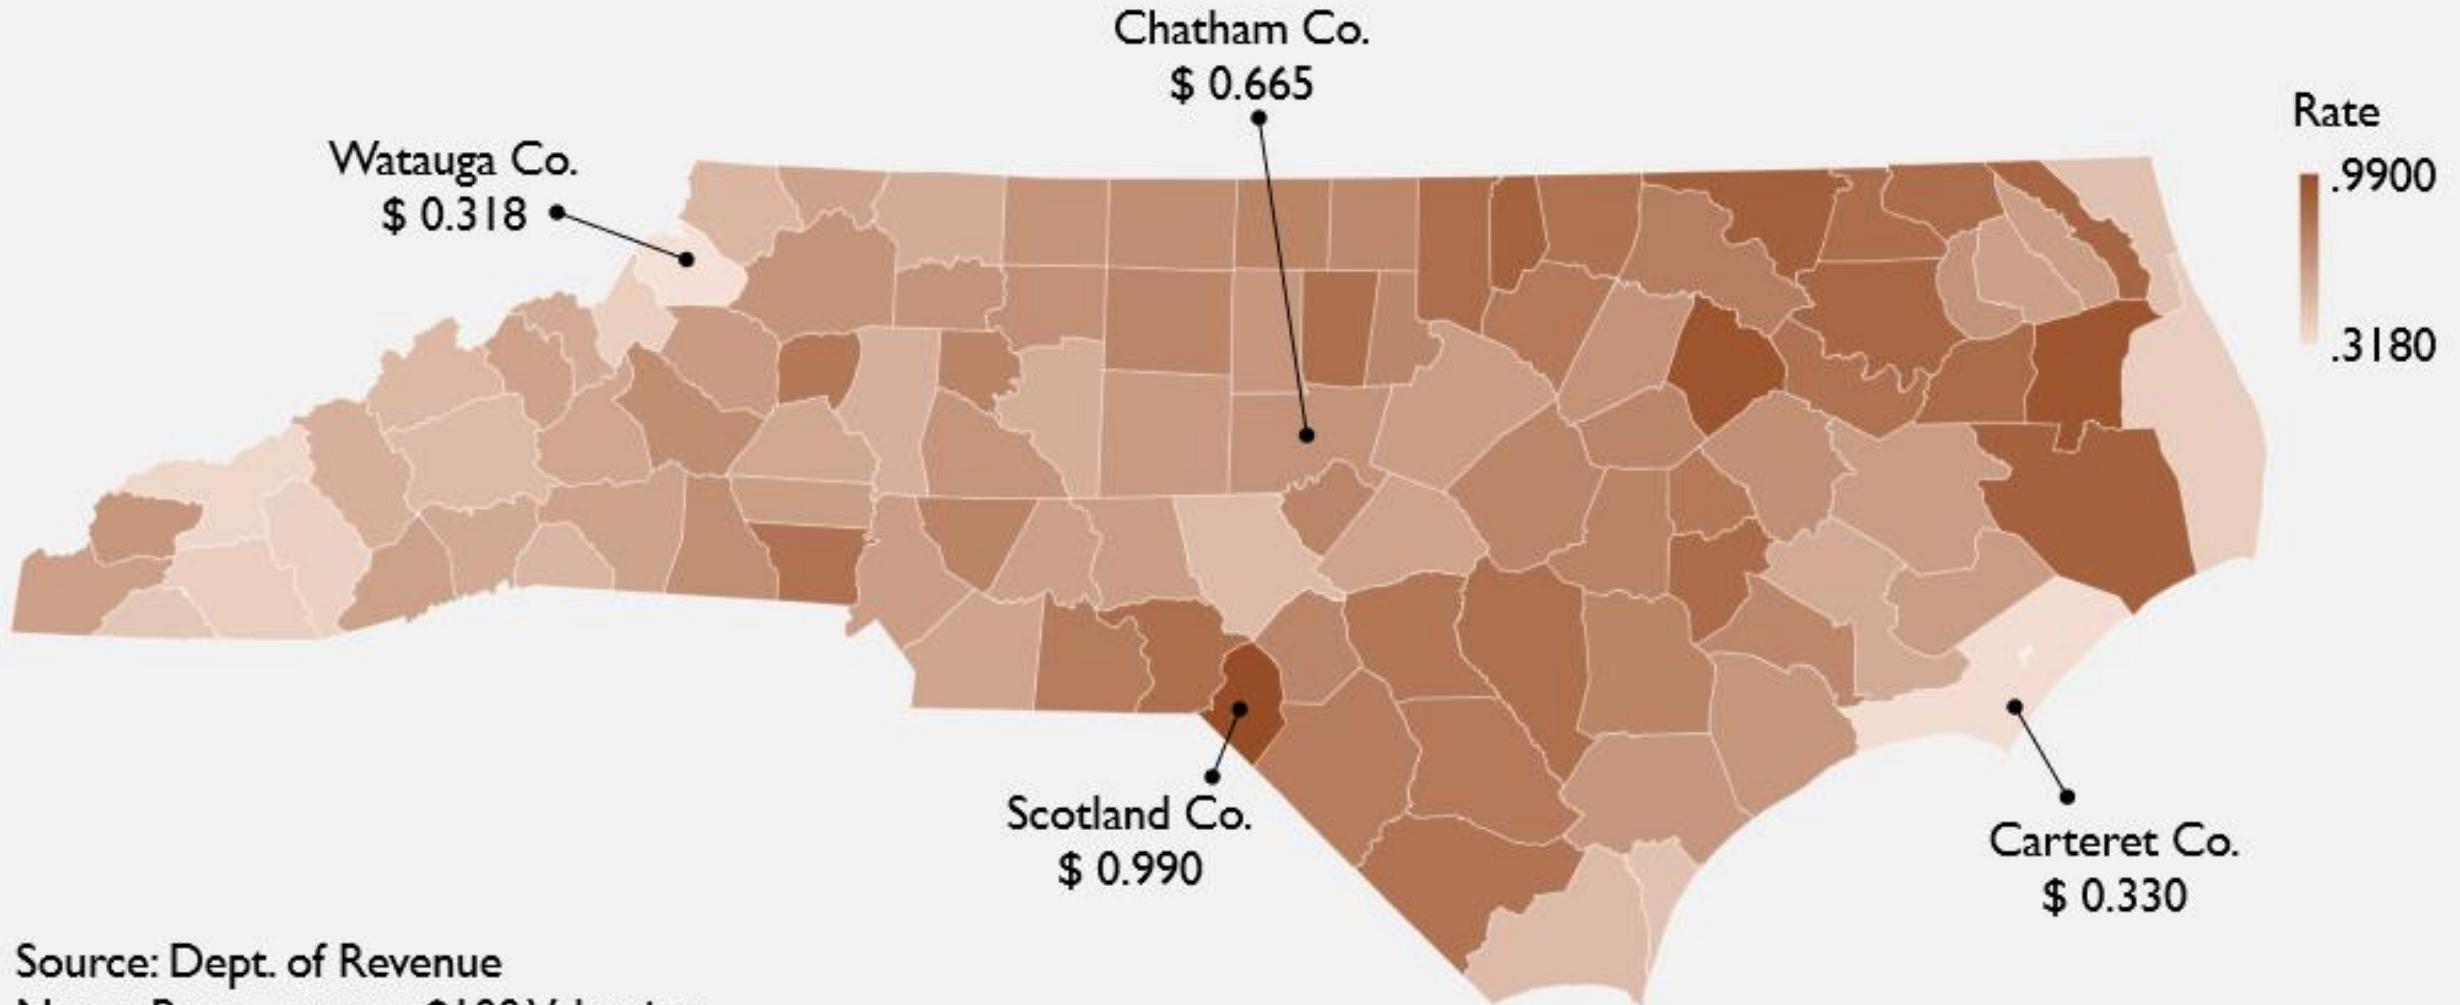 Chatham Co.
$ 0.665
Watauga Co.
$ 0.318
Rate
.9900
.3180
Scotland Co.
$ 0.990
Carteret Co.
$ 0.330
Source: Dept. of Revenue